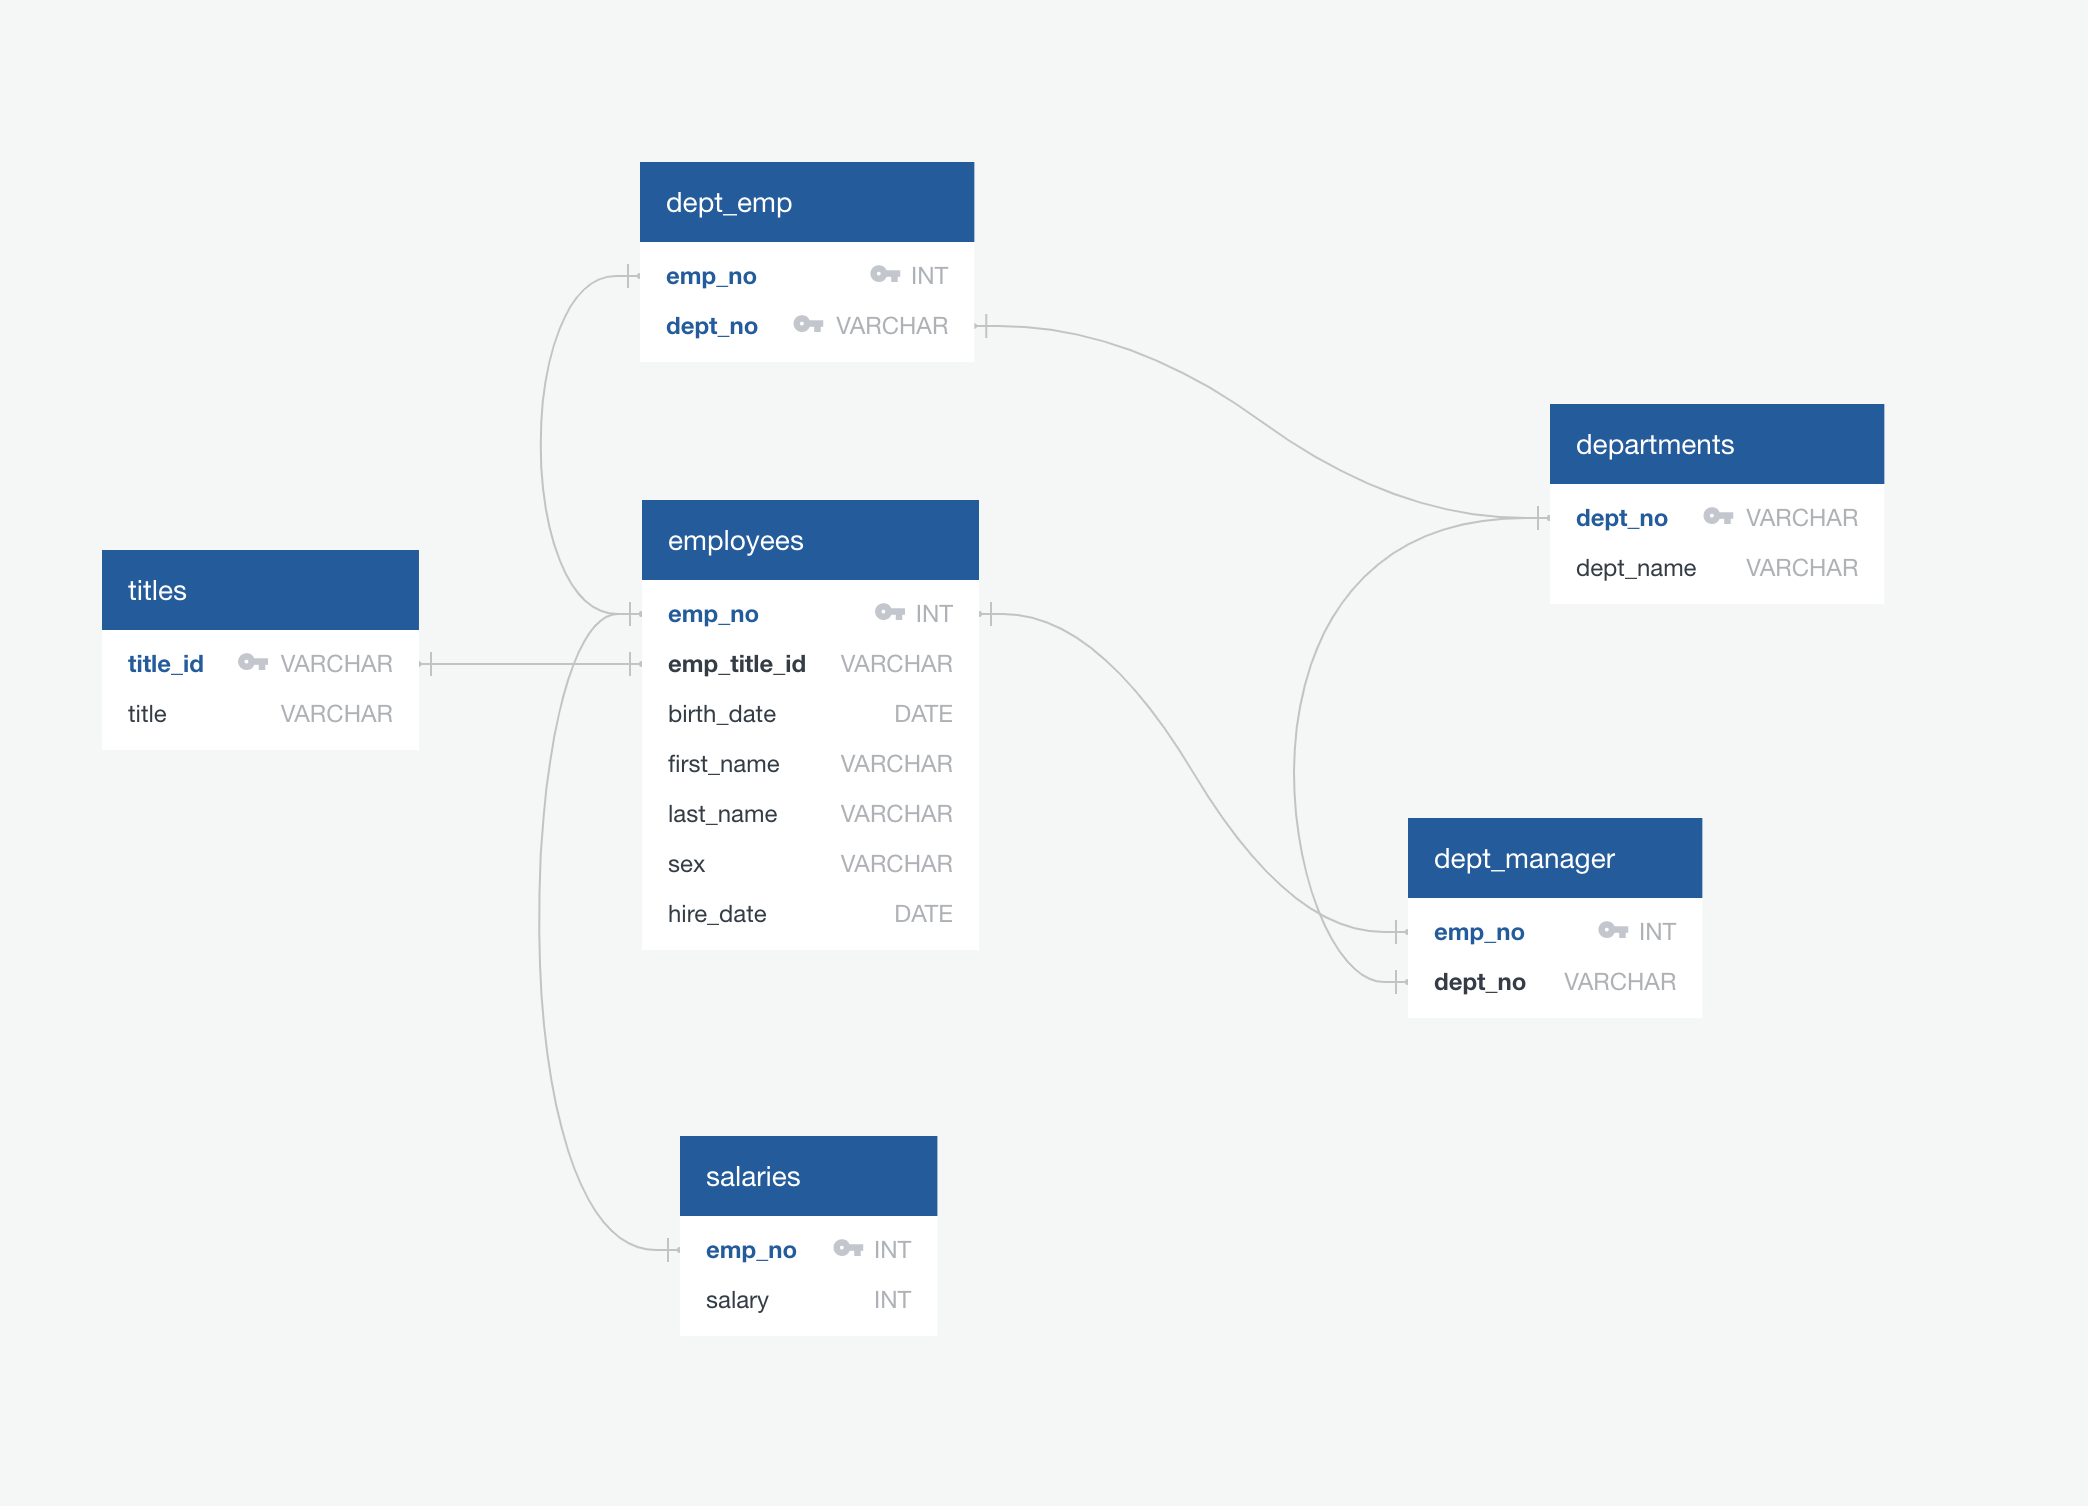 dept_emp
emp_no INT
dept_no VARCHAR
departments
dept_no VARCHAR
dept_name VARCHAR
employees
emp_no INT
emp_title_id VARCHAR
birth_date DATE
first_name VARCHAR
last_name VARCHAR
sex VARCHAR
hire_date DATE
titles
title_id VARCHAR
title VARCHAR
dept_manager
emp_no INT
dept_no VARCHAR
salaries
emp_no INT
salary INT